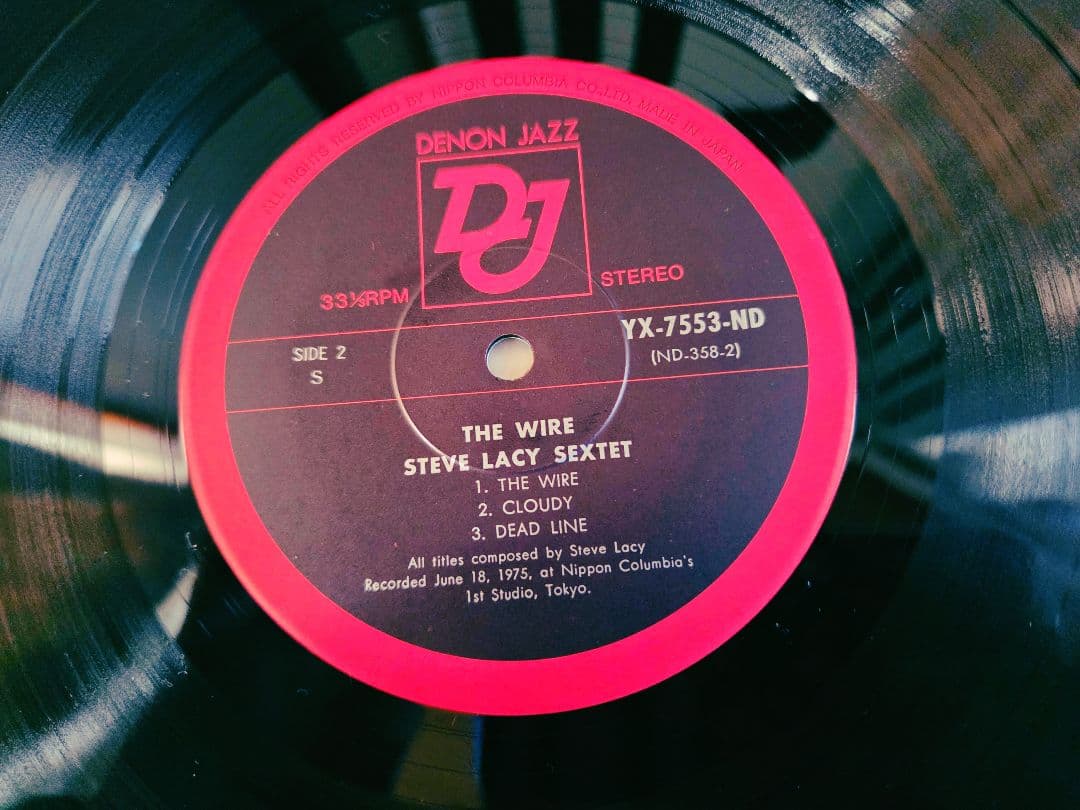 ALL RIGHTS RESERVED BY NIPPON COLUMBIA CO.,LTD. MADE IN JAPAN
DENON JAZZ
DJ
33⅓RPM
STEREO
SIDE 2
S
YX-7553-ND
(ND-358-2)
THE WIRE
STEVE LACY SEXTET
1. THE WIRE
2. CLOUDY
3. DEAD LINE
All titles composed by Steve Lacy
Recorded June 18, 1975, at Nippon Columbia's
1st Studio, Tokyo.